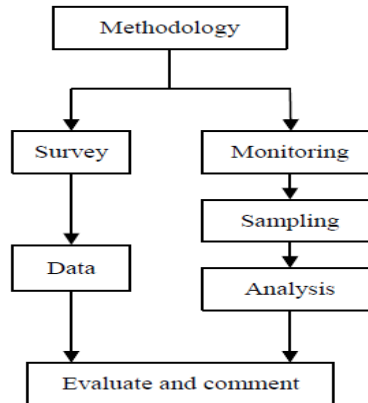 Methodology
Survey
Monitoring
Sampling
Data
Analysis
Evaluate and comment